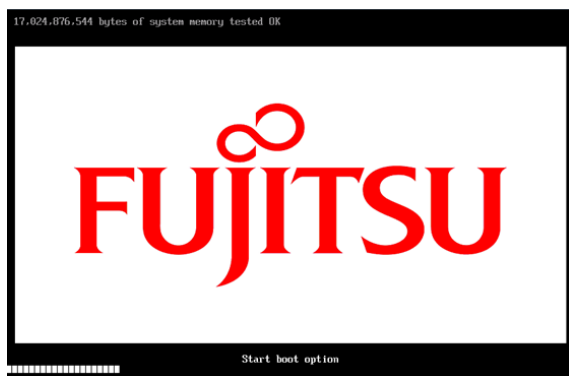 17,024,876,544 bytes of system memory tested OK
FUJITSU
Start boot option